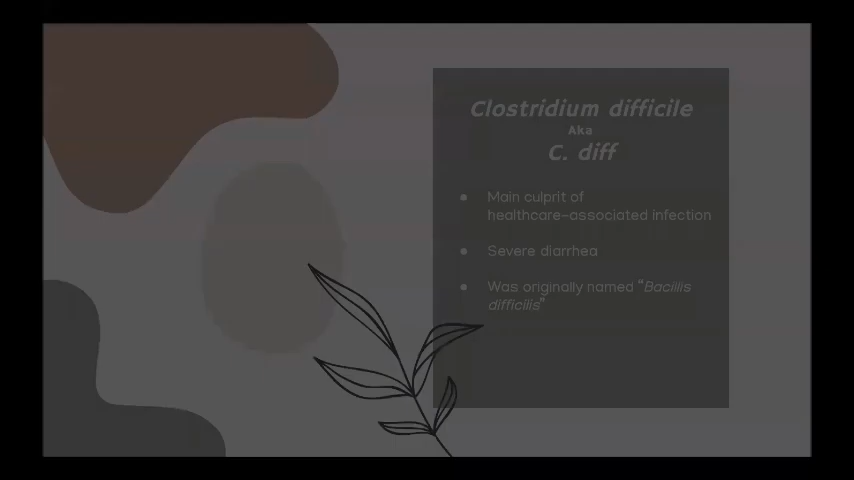 Clostridium difficile
Aka
C. diff
● Main culprit of
healthcare-associated infection
● Severe diarrhea
● Was originally named "Bacillis
difficilis"